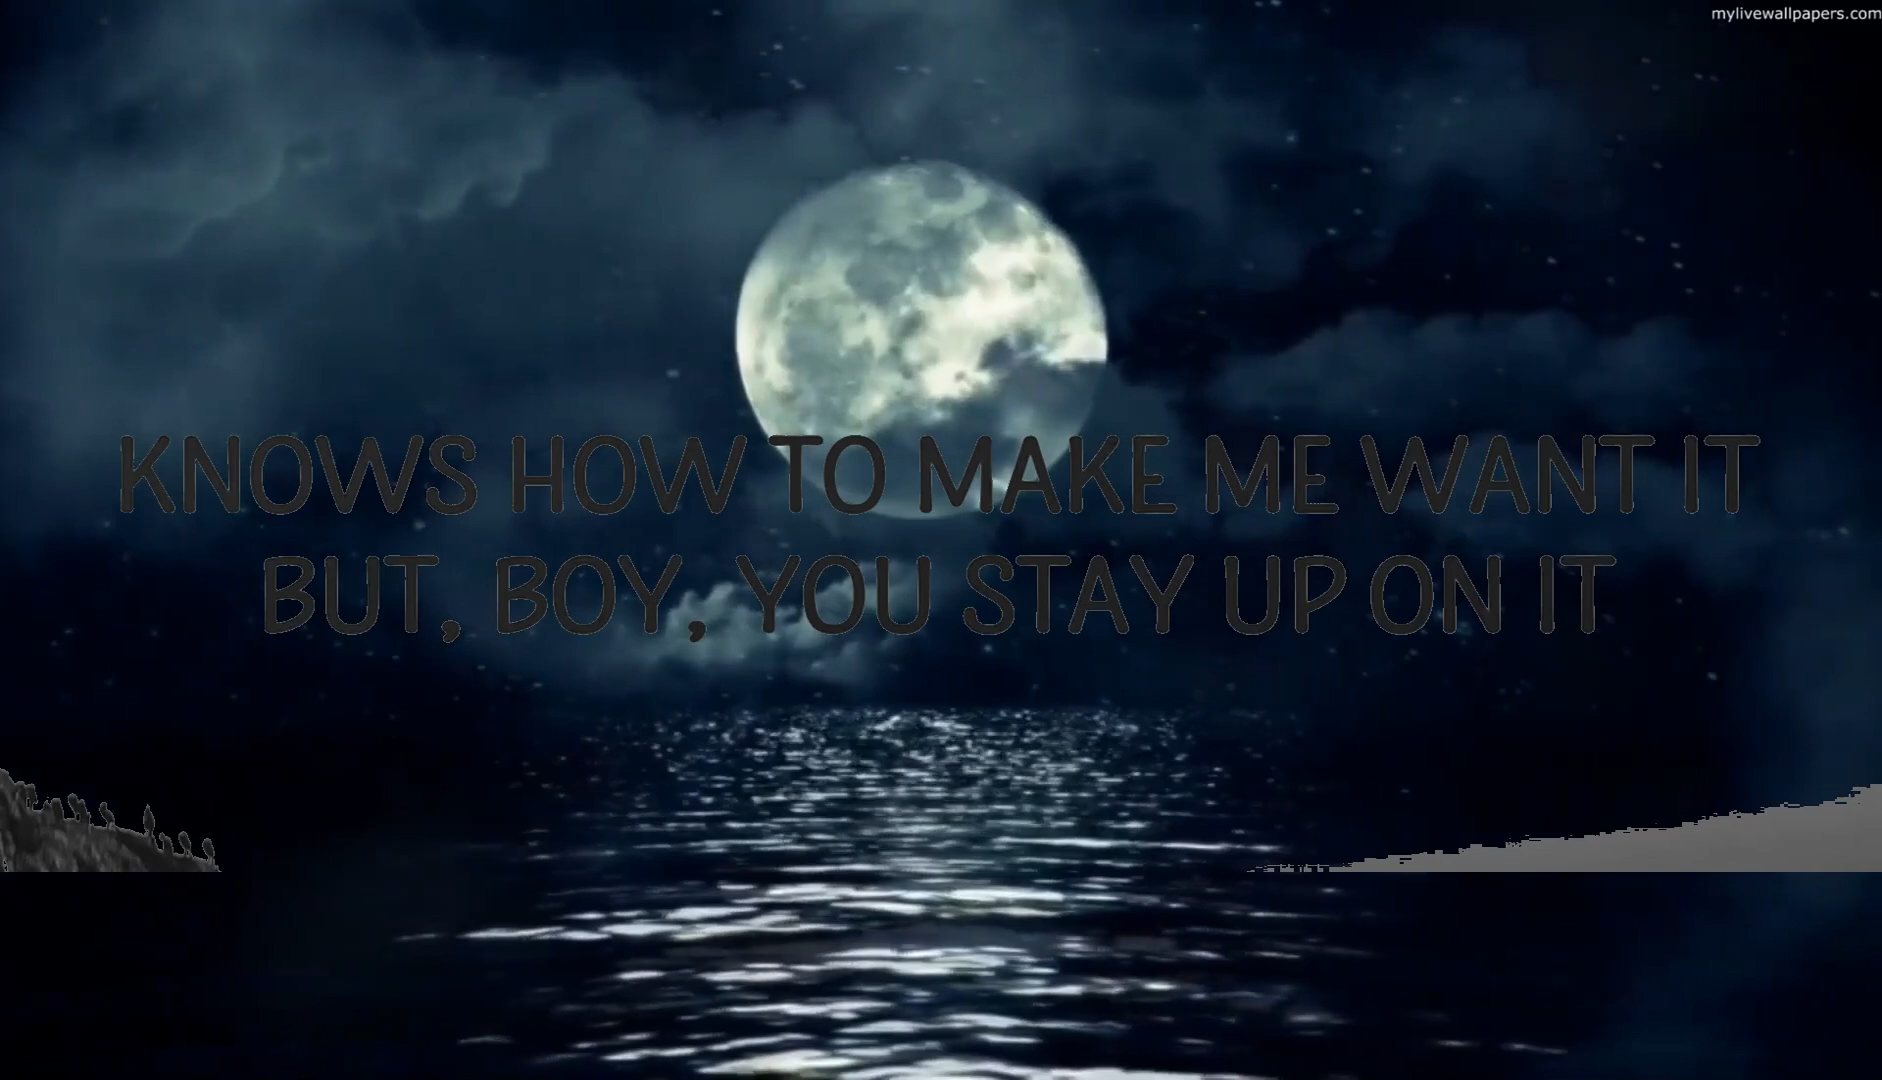 mylivewallpapers.com
KNOWS HOW TO MAKE ME WANT IT
BUT, BOY, YOU STAY UP ON IT